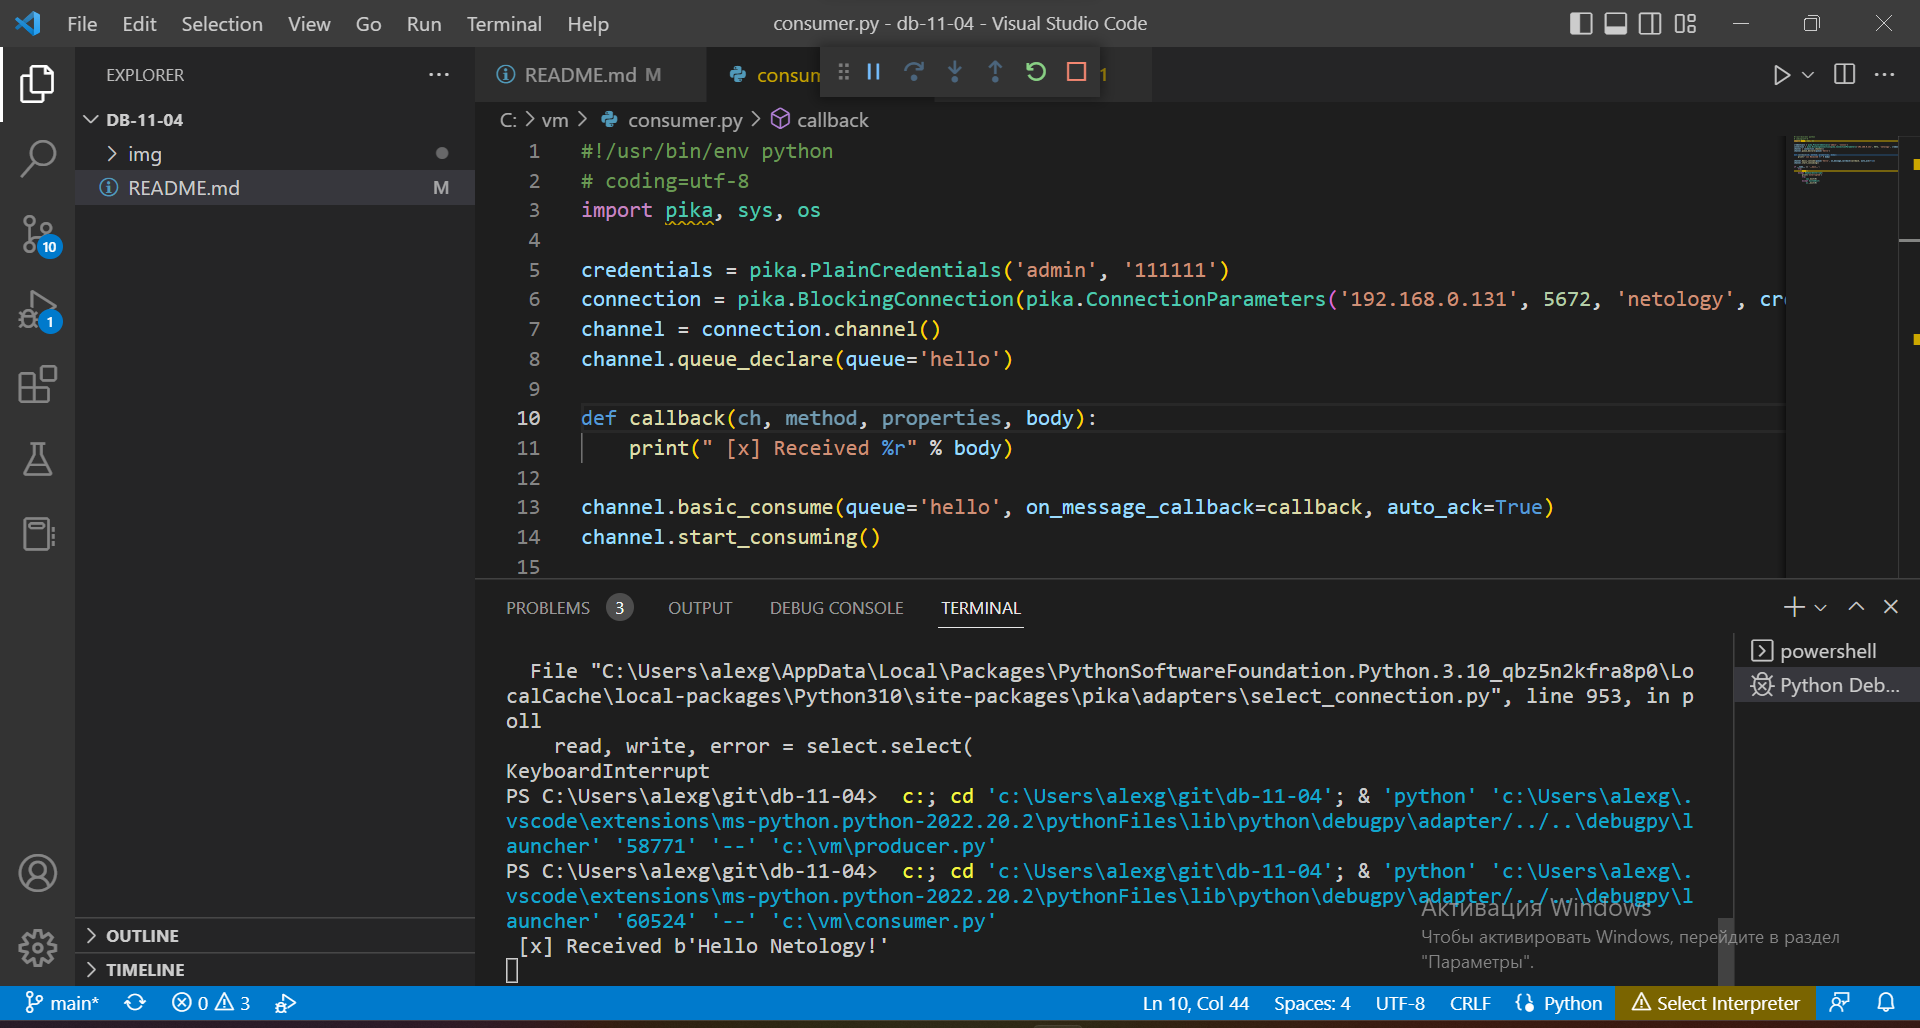 File Edit Selection View Go Run Terminal Help
consumer.py - db-11-04 - Visual Studio Code
EXPLORER
DB-11-04
img
README.md M
OUTLINE
TIMELINE
10
1
README.md M
consum
1
C: > vm > consumer.py > callback
1 #!/usr/bin/env python
2 # coding=utf-8
3 import pika, sys, os
4
5 credentials = pika.PlainCredentials('admin', '111111')
6 connection = pika.BlockingConnection(pika.ConnectionParameters('192.168.0.131', 5672, 'netology', cre
7 channel = connection.channel()
8 channel.queue_declare(queue='hello')
9
10 def callback(ch, method, properties, body):
11 print(" [x] Received %r" % body)
12
13 channel.basic_consume(queue='hello', on_message_callback=callback, auto_ack=True)
14 channel.start_consuming()
15
PROBLEMS 3 OUTPUT DEBUG CONSOLE TERMINAL
File "C:\Users\alexg\AppData\Local\Packages\PythonSoftwareFoundation.Python.3.10_qbz5n2kfra8p0\Lo
calCache\local-packages\Python310\site-packages\pika\adapters\select_connection.py", line 953, in p
oll
read, write, error = select.select(
KeyboardInterrupt
PS C:\Users\alexg\git\db-11-04> c:; cd 'c:\Users\alexg\git\db-11-04'; & 'python' 'c:\Users\alexg\.
vscode\extensions\ms-python.python-2022.20.2\pythonFiles\lib\python\debugpy\adapter/../..\debugpy\l
auncher' '58771' '--' 'c:\vm\producer.py'
PS C:\Users\alexg\git\db-11-04> c:; cd 'c:\Users\alexg\git\db-11-04'; & 'python' 'c:\Users\alexg\.
vscode\extensions\ms-python.python-2022.20.2\pythonFiles\lib\python\debugpy\adapter/../..\debugpy\l
auncher' '60524' '--' 'c:\vm\consumer.py'
[x] Received b'Hello Netology!'
powershell
Python Deb...
Активация Windows
Чтобы активировать Windows, перейдите в раздел
"Параметры".
main* 0 3
Ln 10, Col 44 Spaces: 4 UTF-8 CRLF Python Select Interpreter